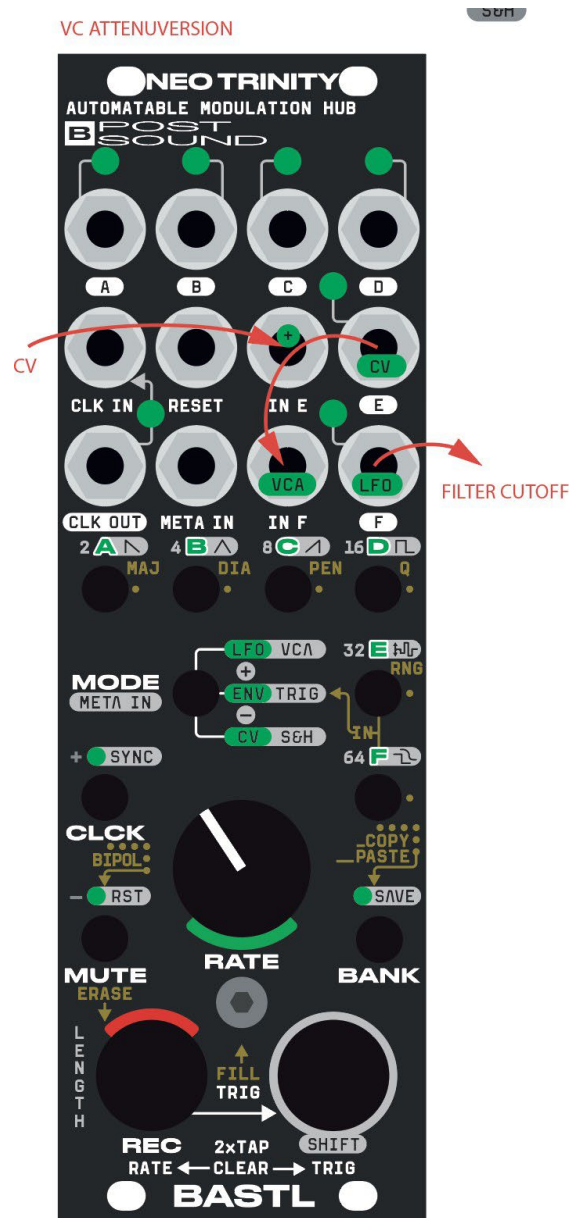 S&H
VC ATTENUVERSION
NEO TRINITY
AUTOMATABLE MODULATION HUB
B POST
SOUND
A B C D
+
CV
CV
CLK IN RESET IN E E
VCA LFO
FILTER CUTOFF
CLK OUT META IN IN F F
2 A 4 B 8 C 16 D
MAJ DIA PEN Q
LFO VCA 32 E
+
RNG
MODE
ENV TRIG
META IN
−
IN
CV S&H 64 F
+ SYNC
CLCK
COPY
BIPOL
PASTE
− RST SAVE
RATE
MUTE BANK
ERASE
LENGTH
FILL
TRIG
REC 2xTAP SHIFT
RATE CLEAR TRIG
BASTL